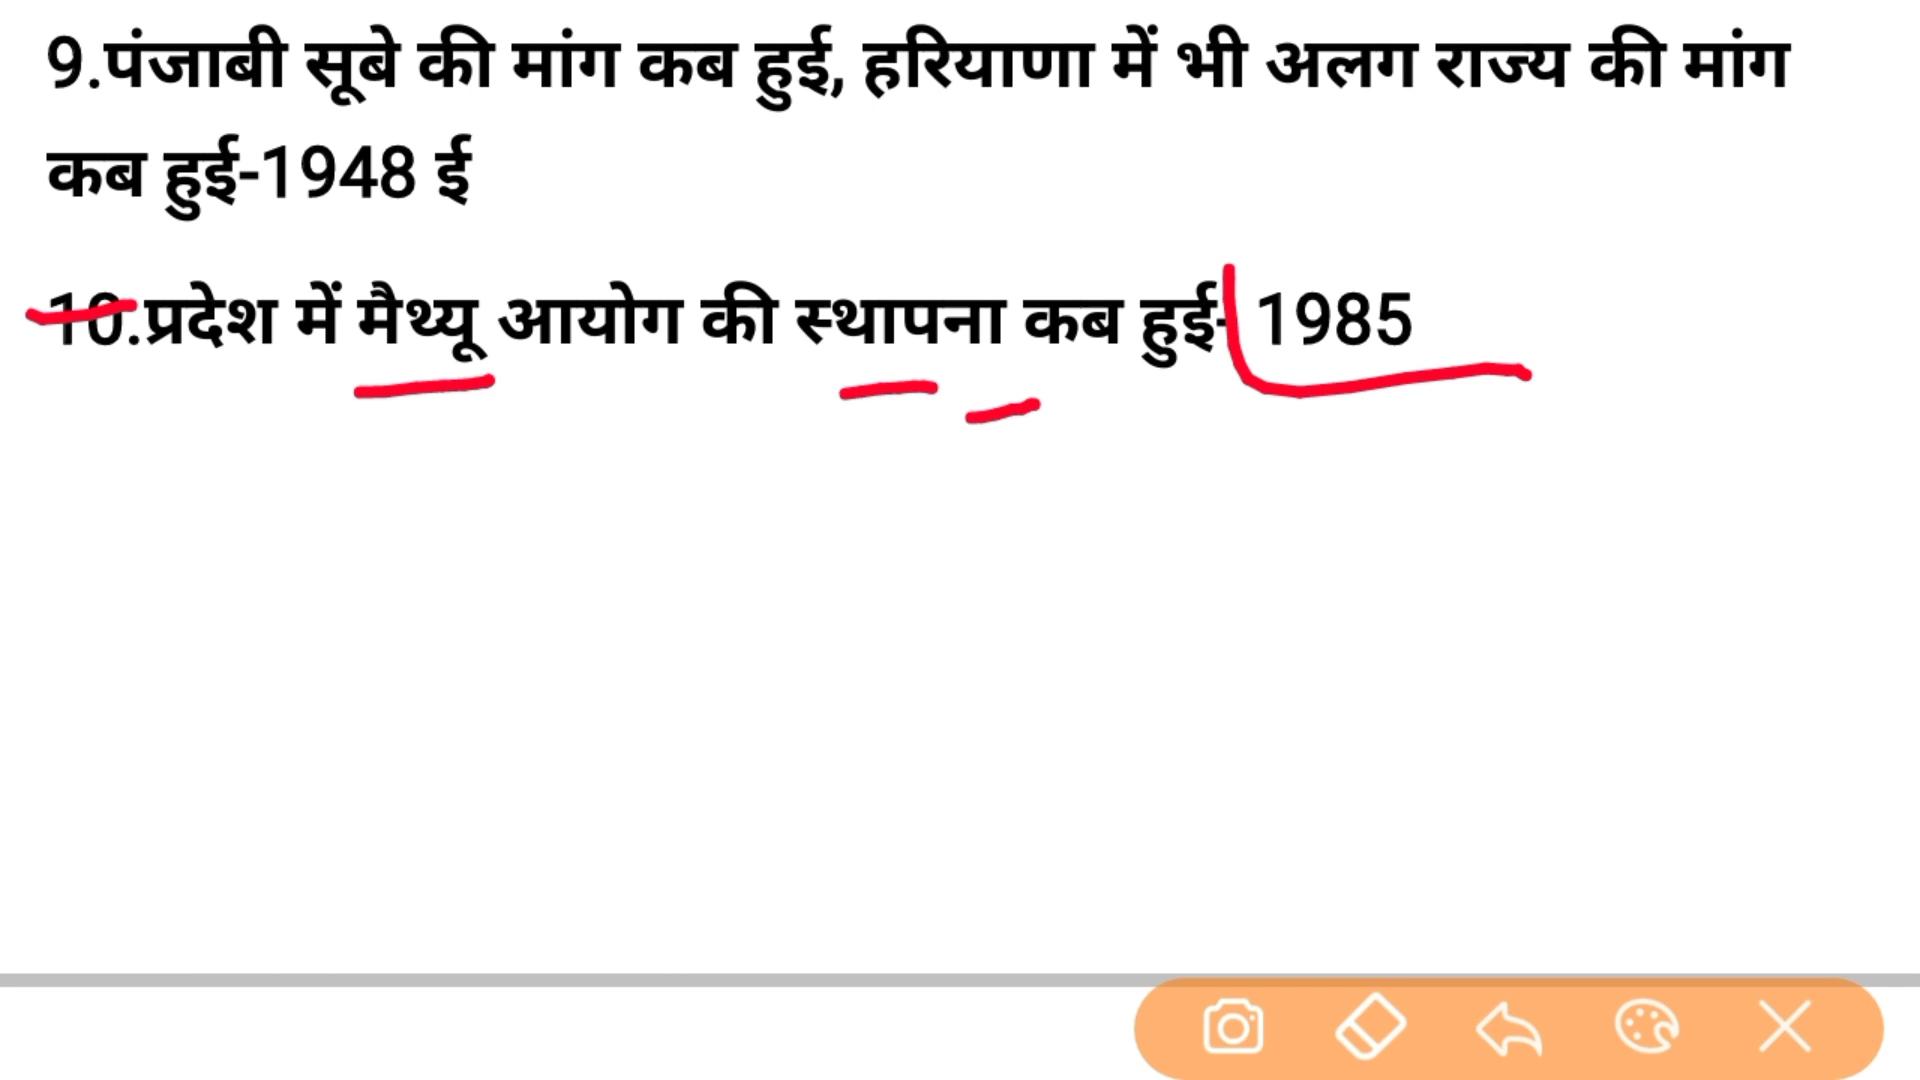 9.पंजाबी सूबे की मांग कब हुई, हरियाणा में भी अलग राज्य की मांग
कब हुई-1948 ई
10.प्रदेश में मैथ्यू आयोग की स्थापना कब हुई- 1985